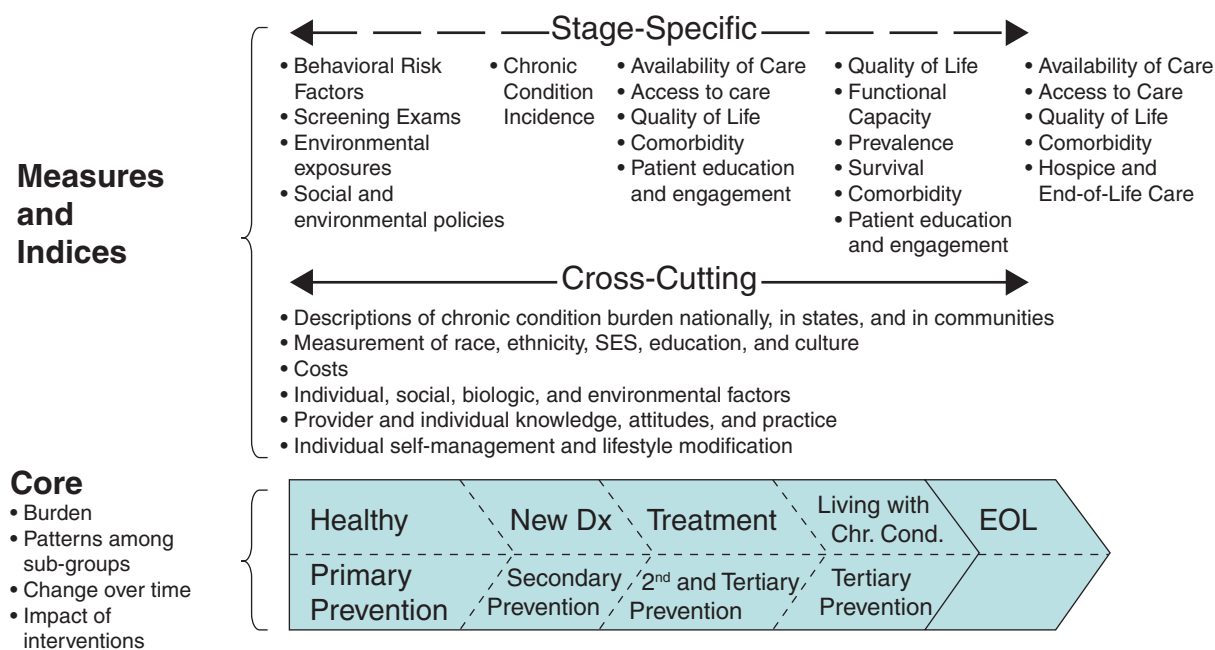 Stage-Specific
• Behavioral Risk
Factors
• Screening Exams
• Environmental
exposures
• Social and
environmental policies
• Chronic
Condition
Incidence
• Availability of Care
• Access to care
• Quality of Life
• Comorbidity
• Patient education
and engagement
• Quality of Life
• Functional
Capacity
• Prevalence
• Survival
• Comorbidity
• Patient education
and engagement
• Availability of Care
• Access to Care
• Quality of Life
• Comorbidity
• Hospice and
End-of-Life Care
Measures
and
Indices
Cross-Cutting
• Descriptions of chronic condition burden nationally, in states, and in communities
• Measurement of race, ethnicity, SES, education, and culture
• Costs
• Individual, social, biologic, and environmental factors
• Provider and individual knowledge, attitudes, and practice
• Individual self-management and lifestyle modification
Core
• Burden
• Patterns among
sub-groups
• Change over time
• Impact of
interventions
Healthy
New Dx
Treatment
Living with
Chr. Cond.
EOL
Primary
Prevention
Secondary
Prevention
2nd and Tertiary
Prevention
Tertiary
Prevention